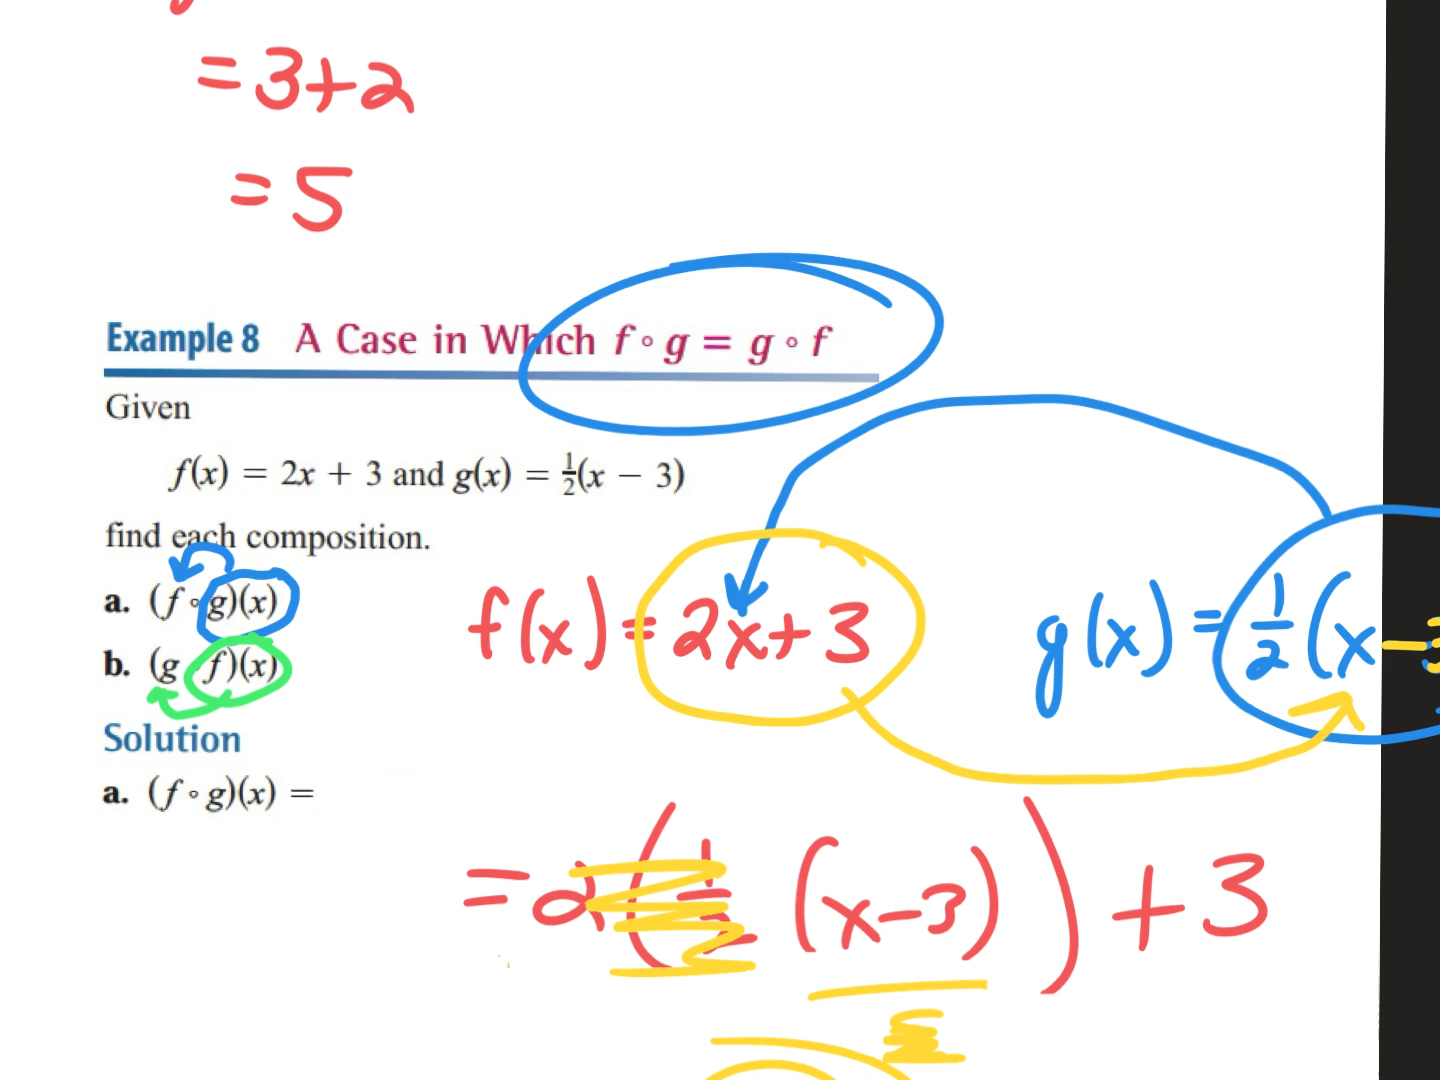 = 3+2
= 5
Example 8 A Case in Which f ∘ g = g ∘ f
Given
f(x) = 2x + 3 and g(x) = ½(x − 3)
find each composition.
a. (f ∘ g)(x)
b. (g f)(x)
f(x) = 2x+3
g(x) = ½(x − 3
Solution
a. (f ∘ g)(x) =
= 2(½ (x−3)) + 3